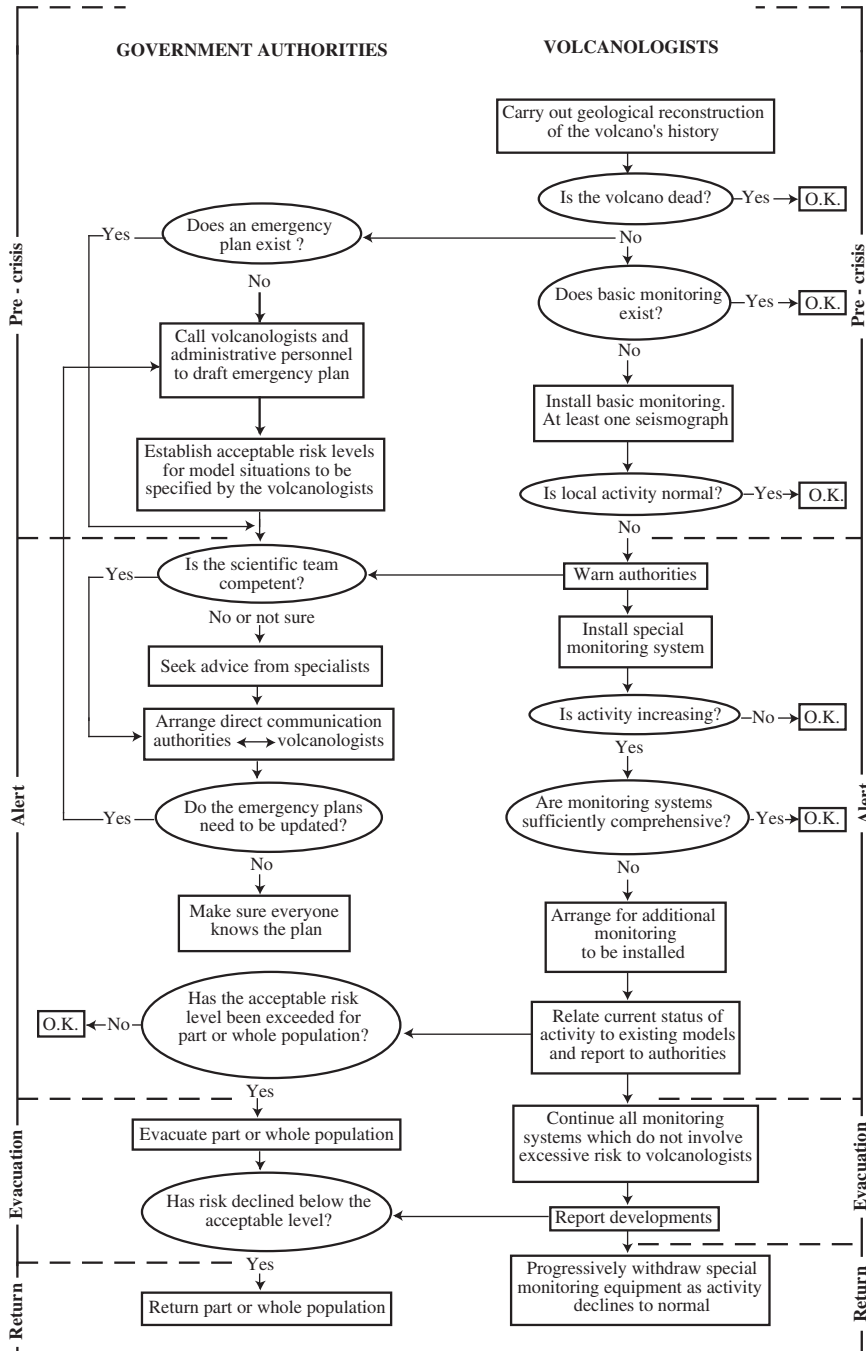 GOVERNMENT AUTHORITIES
VOLCANOLOGISTS
Carry out geological reconstruction
of the volcano's history
Is the volcano dead?
Yes
O.K.
No
Does an emergency
plan exist ?
Yes
No
Does basic monitoring
exist?
Yes
O.K.
No
Call volcanologists and
administrative personnel
to draft emergency plan
Install basic monitoring.
At least one seismograph
Establish acceptable risk levels
for model situations to be
specified by the volcanologists
Is local activity normal?
Yes
O.K.
No
Pre - crisis
Pre - crisis
Is the scientific team
competent?
Yes
No or not sure
Warn authorities
Seek advice from specialists
Install special
monitoring system
Arrange direct communication
authorities ⟷ volcanologists
Is activity increasing?
No
O.K.
Yes
Do the emergency plans
need to be updated?
Yes
No
Are monitoring systems
sufficiently comprehensive?
Yes
O.K.
No
Make sure everyone
knows the plan
Arrange for additional
monitoring
to be installed
Has the acceptable risk
level been exceeded for
part or whole population?
No
O.K.
Yes
Relate current status of
activity to existing models
and report to authorities
Alert
Alert
Evacuate part or whole population
Continue all monitoring
systems which do not involve
excessive risk to volcanologists
Has risk declined below the
acceptable level?
Yes
Report developments
Evacuation
Evacuation
Return part or whole population
Progressively withdraw special
monitoring equipment as activity
declines to normal
Return
Return